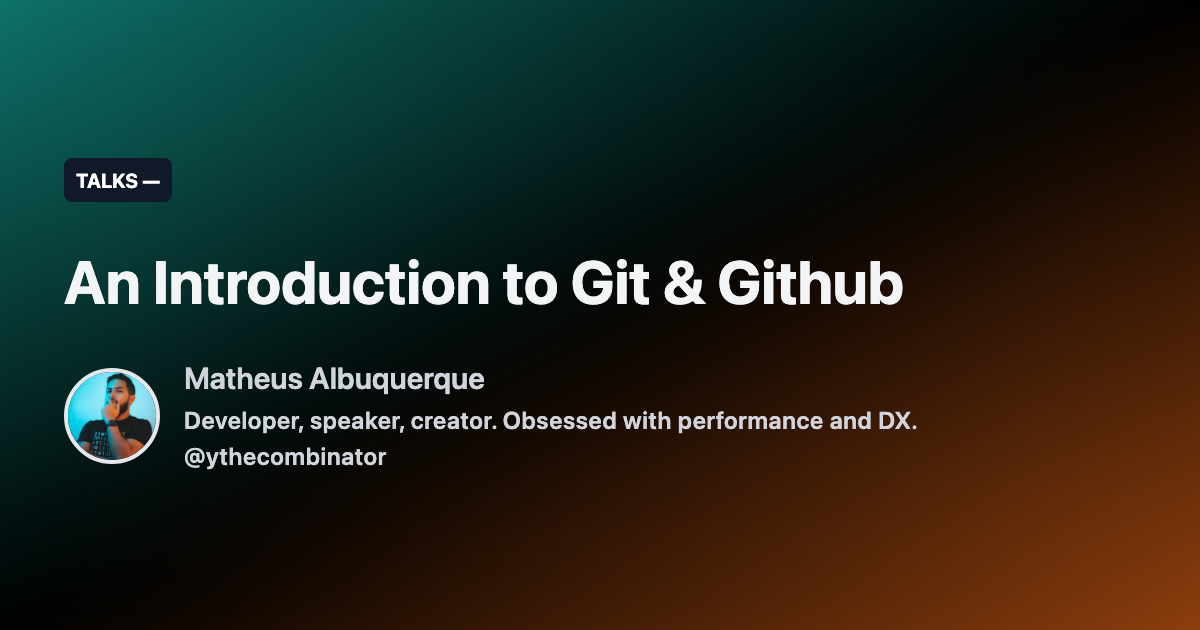 TALKS —
An Introduction to Git & Github
Matheus Albuquerque
Developer, speaker, creator. Obsessed with performance and DX.
@ythecombinator